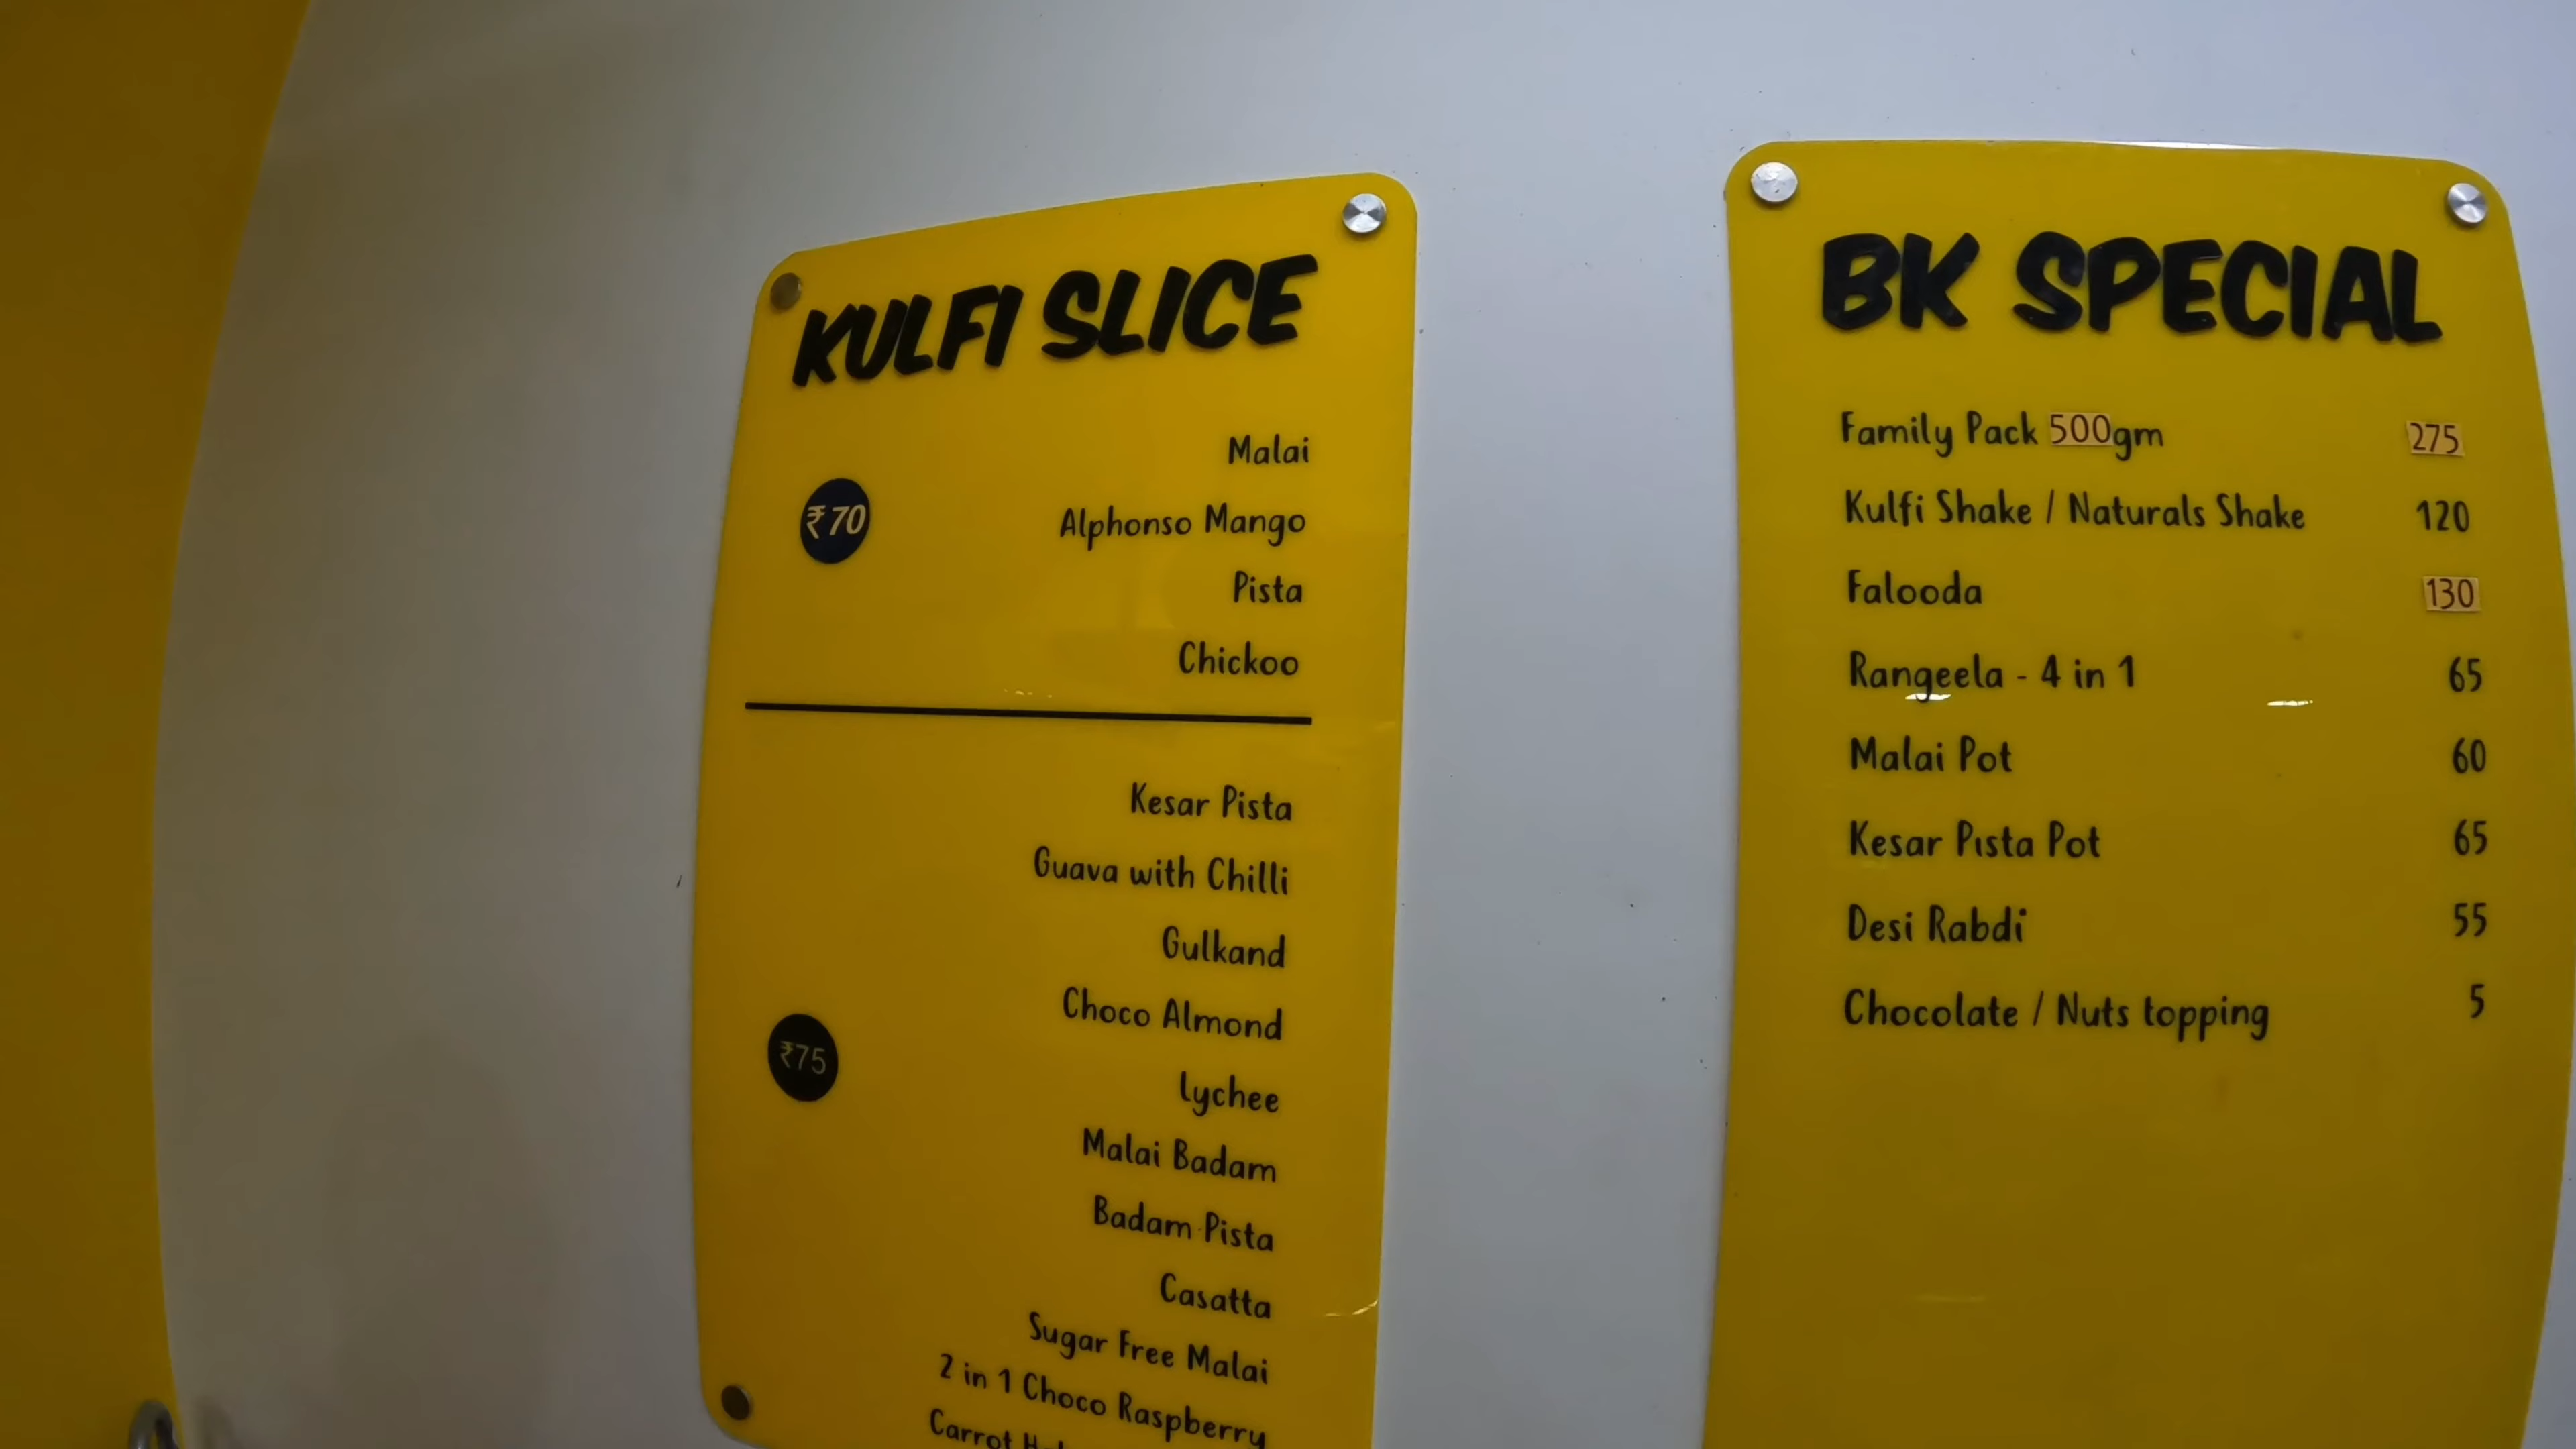 KULFI SLICE
₹70
Malai
Alphonso Mango
Pista
Chickoo
₹75
Kesar Pista
Guava with Chilli
Gulkand
Choco Almond
Lychee
Malai Badam
Badam Pista
Casatta
Sugar Free Malai
2 in 1 Choco Raspberry
Carrot
BK SPECIAL
Family Pack 500gm 275
Kulfi Shake / Naturals Shake 120
Falooda 130
Rangeela - 4 in 1 65
Malai Pot 60
Kesar Pista Pot 65
Desi Rabdi 55
Chocolate / Nuts topping 5